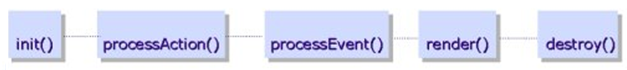 init() processAction() processEvent() render() destroy()